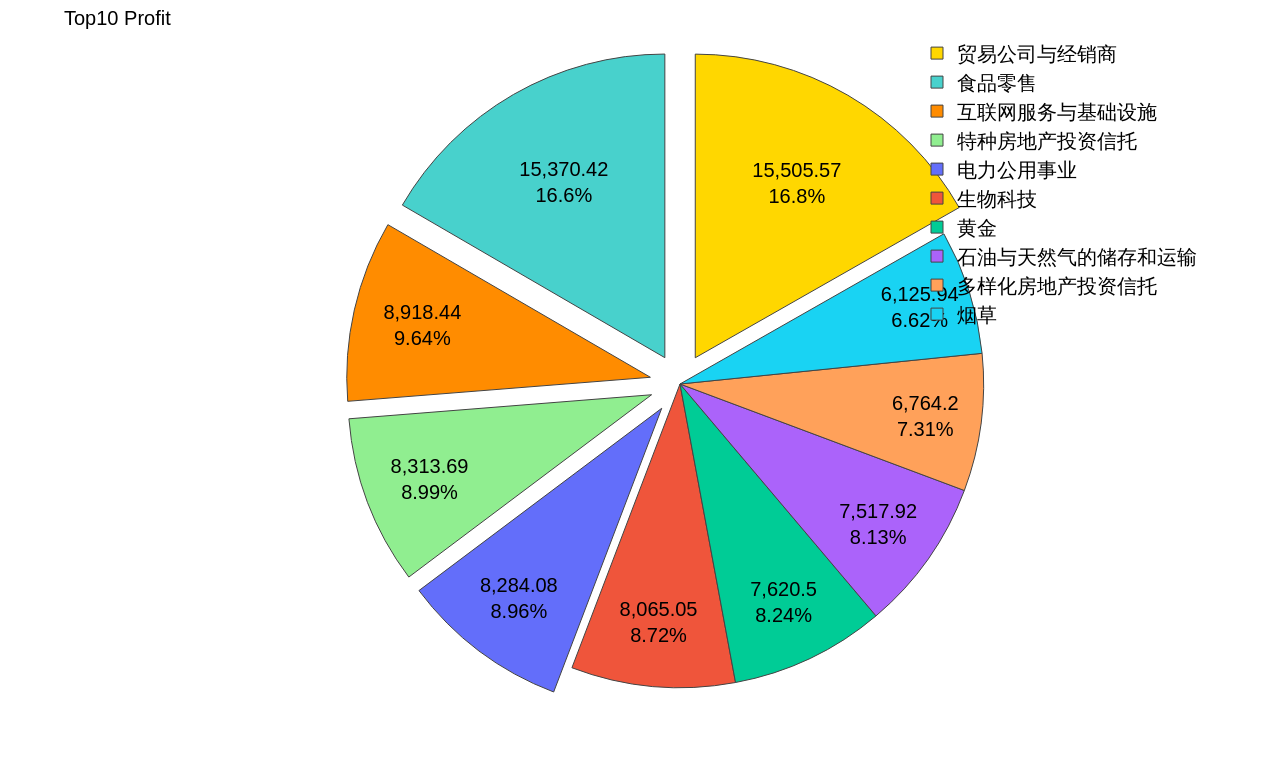 Top10 Profit
15,505.57
16.8%
15,370.42
16.6%
8,918.44
9.64%
8,313.69
8.99%
8,284.08
8.96%
8,065.05
8.72%
7,620.5
8.24%
7,517.92
8.13%
6,764.2
7.31%
6,125.94
6.62%
贸易公司与经销商
食品零售
互联网服务与基础设施
特种房地产投资信托
电力公用事业
生物科技
黄金
石油与天然气的储存和运输
多样化房地产投资信托
烟草